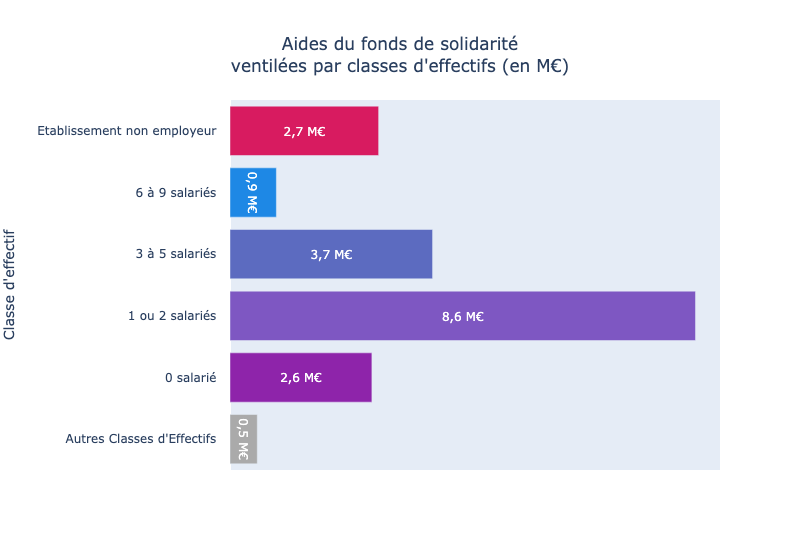 Aides du fonds de solidarité
ventilées par classes d'effectifs (en M€)
Classe d'effectif
Etablissement non employeur
2,7 M€
6 à 9 salariés
0,9 M€
3 à 5 salariés
3,7 M€
1 ou 2 salariés
8,6 M€
0 salarié
2,6 M€
Autres Classes d'Effectifs
0,5 M€